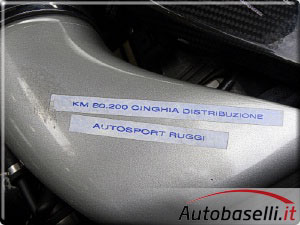 KM 80.200 CINGHIA DISTRIBUZIONE
AUTOSPORT RUGGI
Autobaselli.it